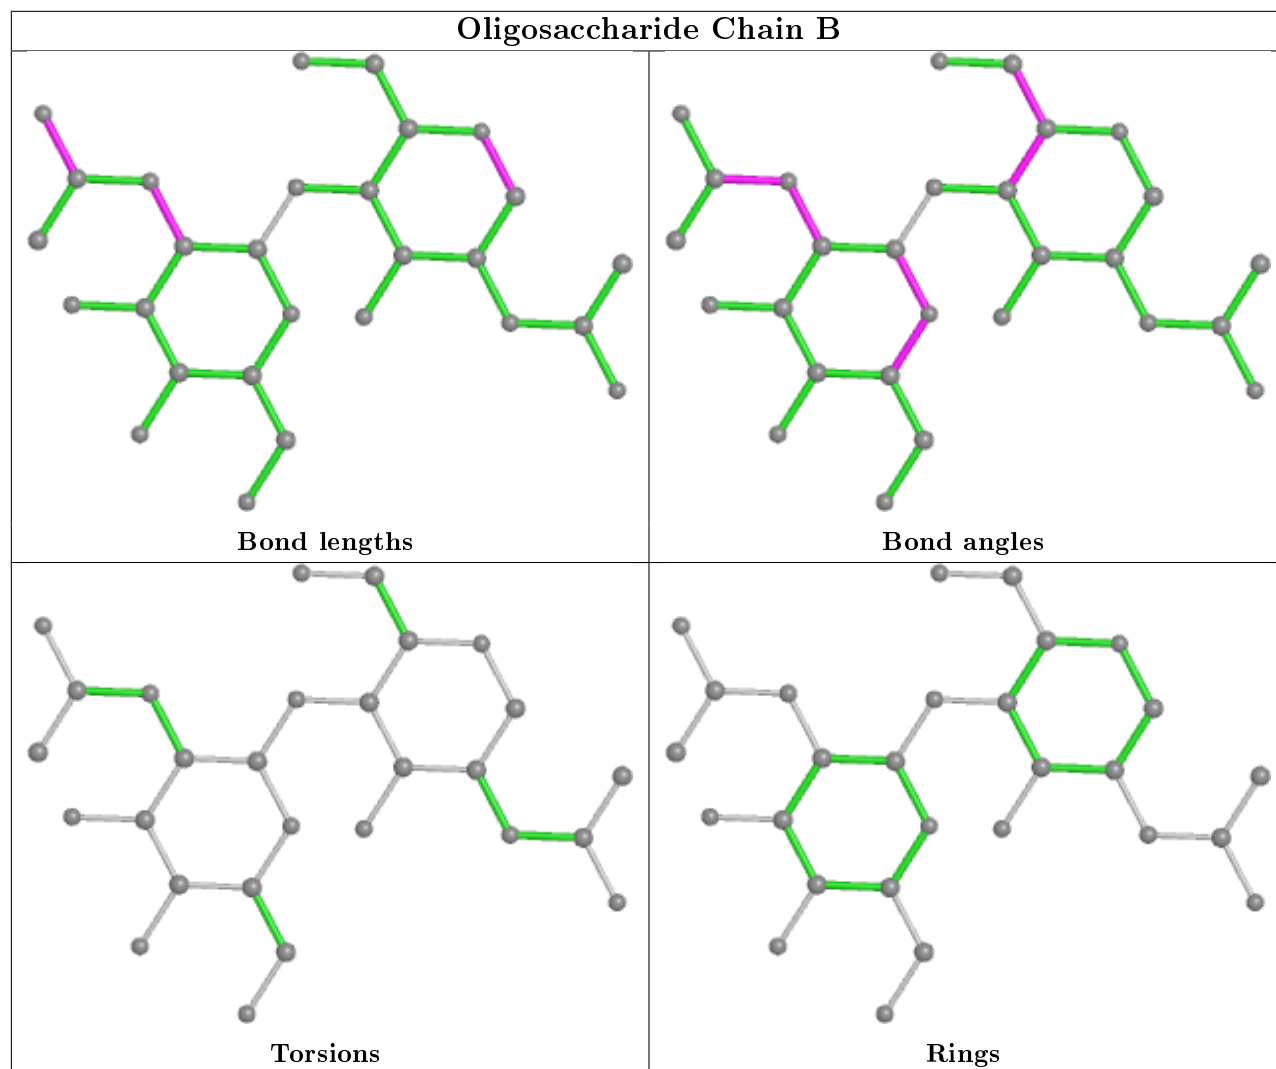 Oligosaccharide Chain B
Bond lengths
Bond angles
Torsions
Rings